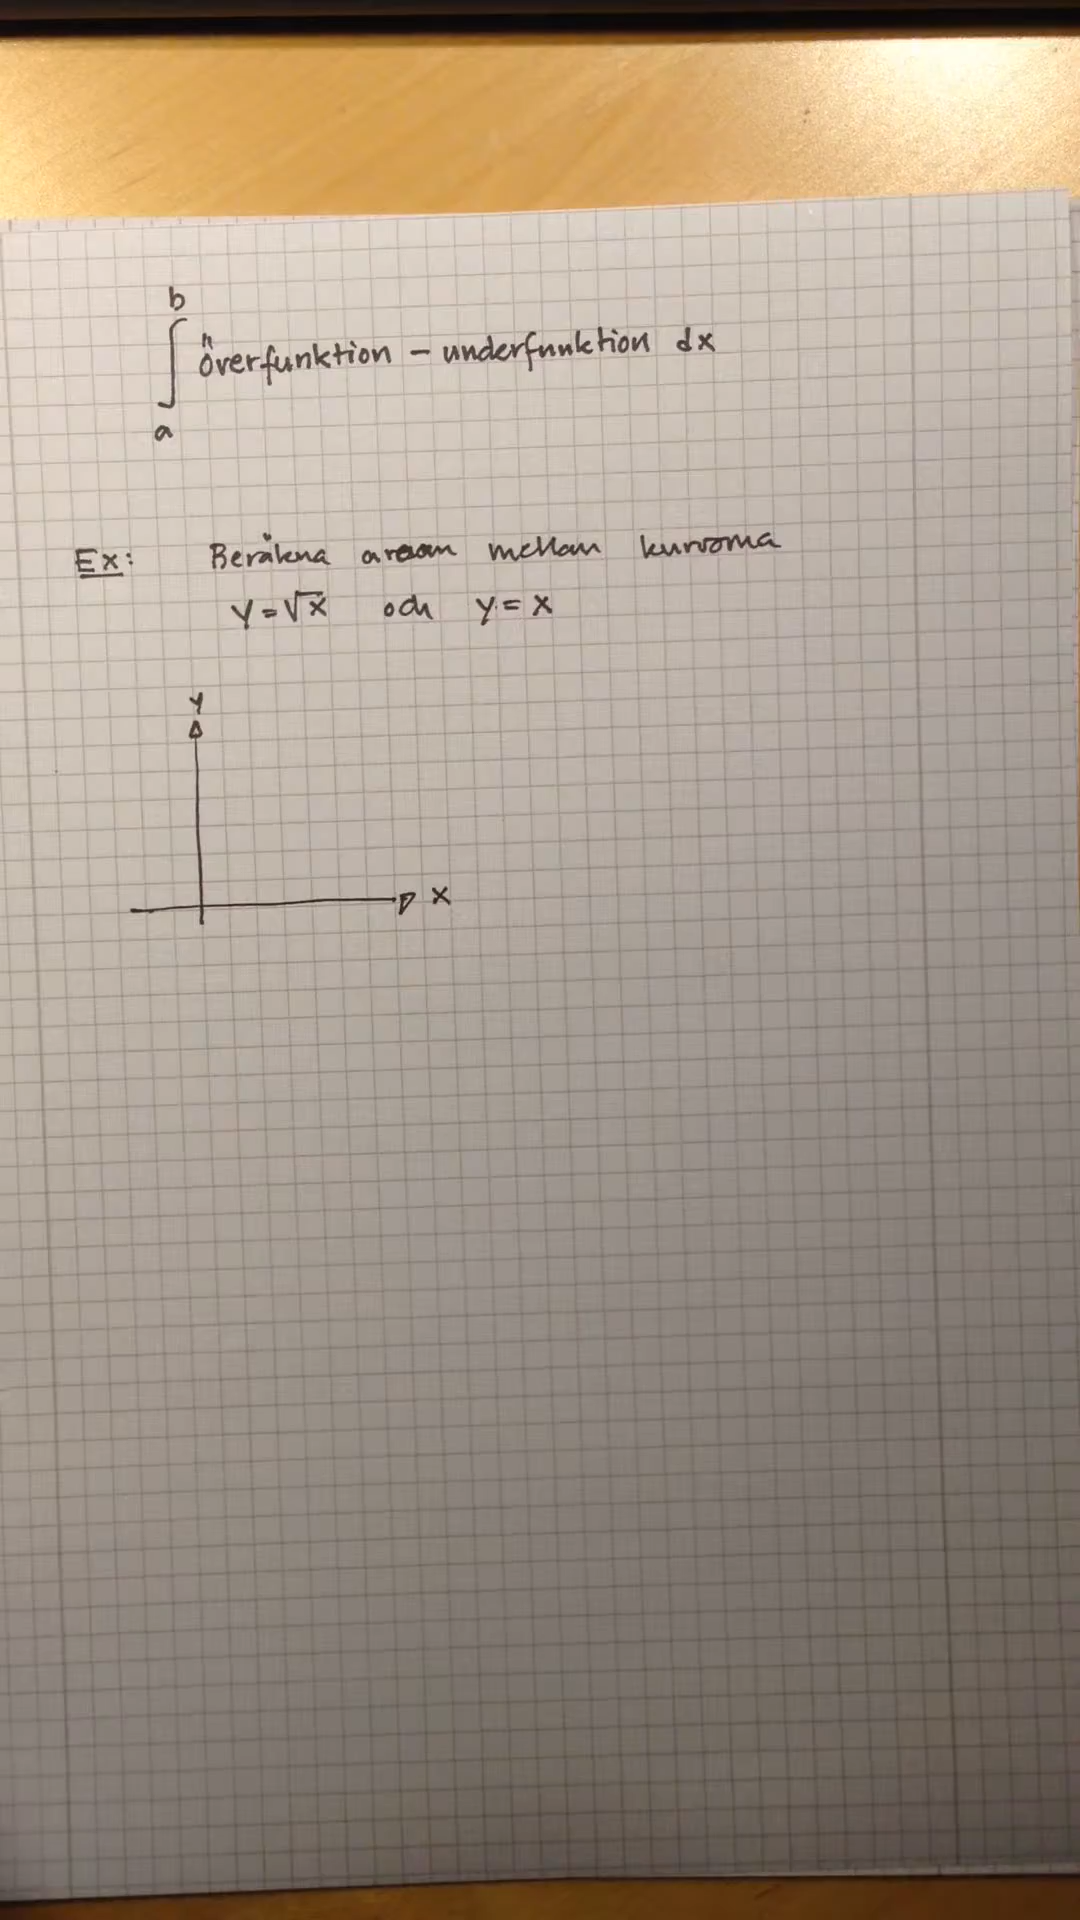 b
∫ överfunktion – underfunktion dx
a
Ex: Beräkna arean mellan kurvorna
y = √x och y = x
y
x